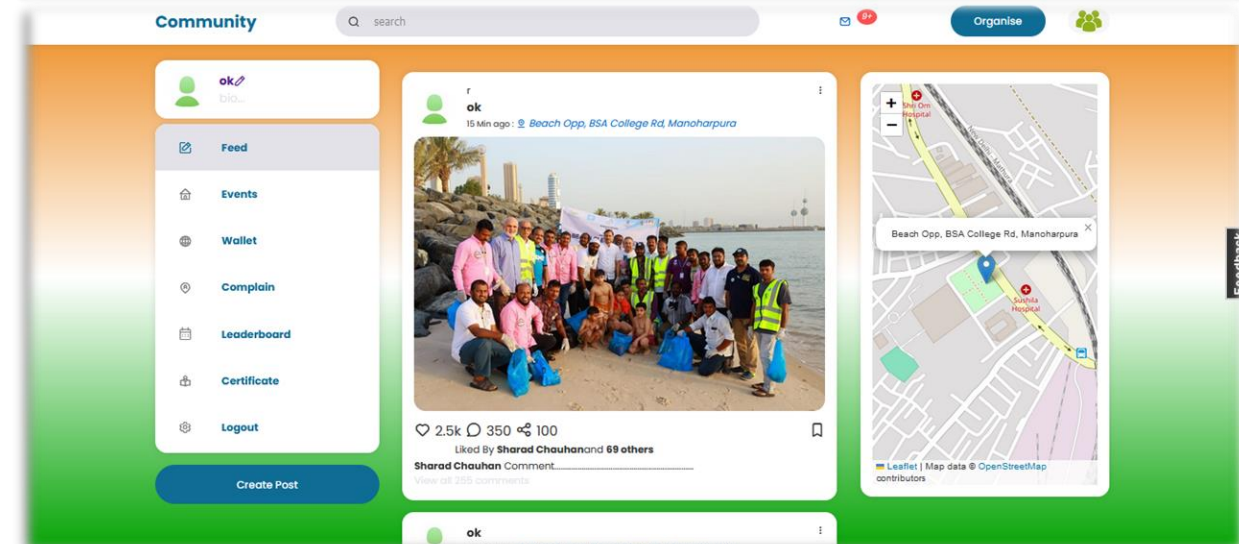 Community
search
9+
Organise
ok
bio...
Feed
Events
Wallet
Complain
Leaderboard
Certificate
Logout
Create Post
r
ok
15 Min ago : Beach Opp, BSA College Rd, Manoharpura
2.5k 350 100
Liked By Sharad Chauhanand 69 others
Sharad Chauhan Comment............................................................
View all 255 comments
ok
+
−
Shri Om
Hospital
New Delhi - Mathura
Beach Opp, BSA College Rd, Manoharpura
×
Sushila
Hospital
Leaflet | Map data © OpenStreetMap
contributors
Feedback